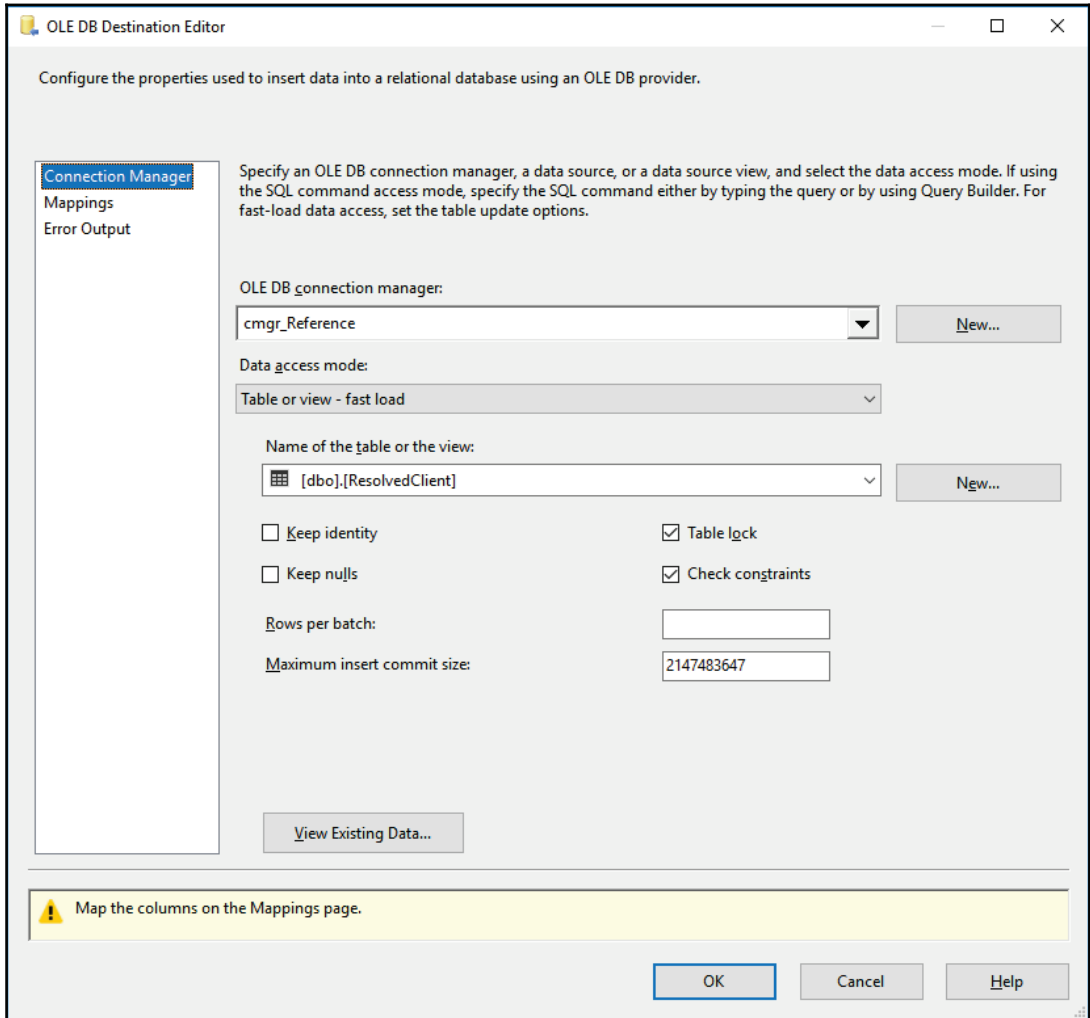 OLE DB Destination Editor
Configure the properties used to insert data into a relational database using an OLE DB provider.
Connection Manager
Mappings
Error Output
Specify an OLE DB connection manager, a data source, or a data source view, and select the data access mode. If using
the SQL command access mode, specify the SQL command either by typing the query or by using Query Builder. For
fast-load data access, set the table update options.
OLE DB connection manager:
cmgr_Reference
New...
Data access mode:
Table or view - fast load
Name of the table or the view:
[dbo].[ResolvedClient]
New...
Keep identity
Table lock
Keep nulls
Check constraints
Rows per batch:
Maximum insert commit size:
2147483647
View Existing Data...
Map the columns on the Mappings page.
OK
Cancel
Help